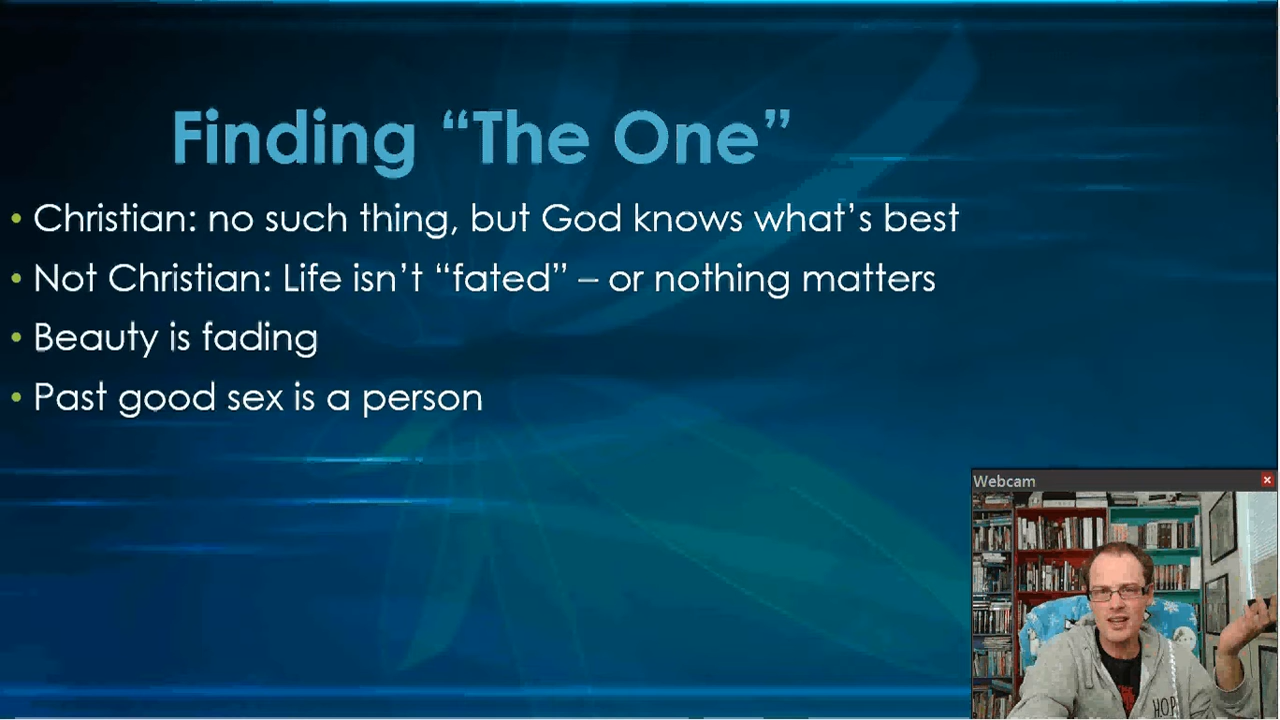 Finding “The One”
• Christian: no such thing, but God knows what’s best
• Not Christian: Life isn’t “fated” – or nothing matters
• Beauty is fading
• Past good sex is a person
Webcam
HOP